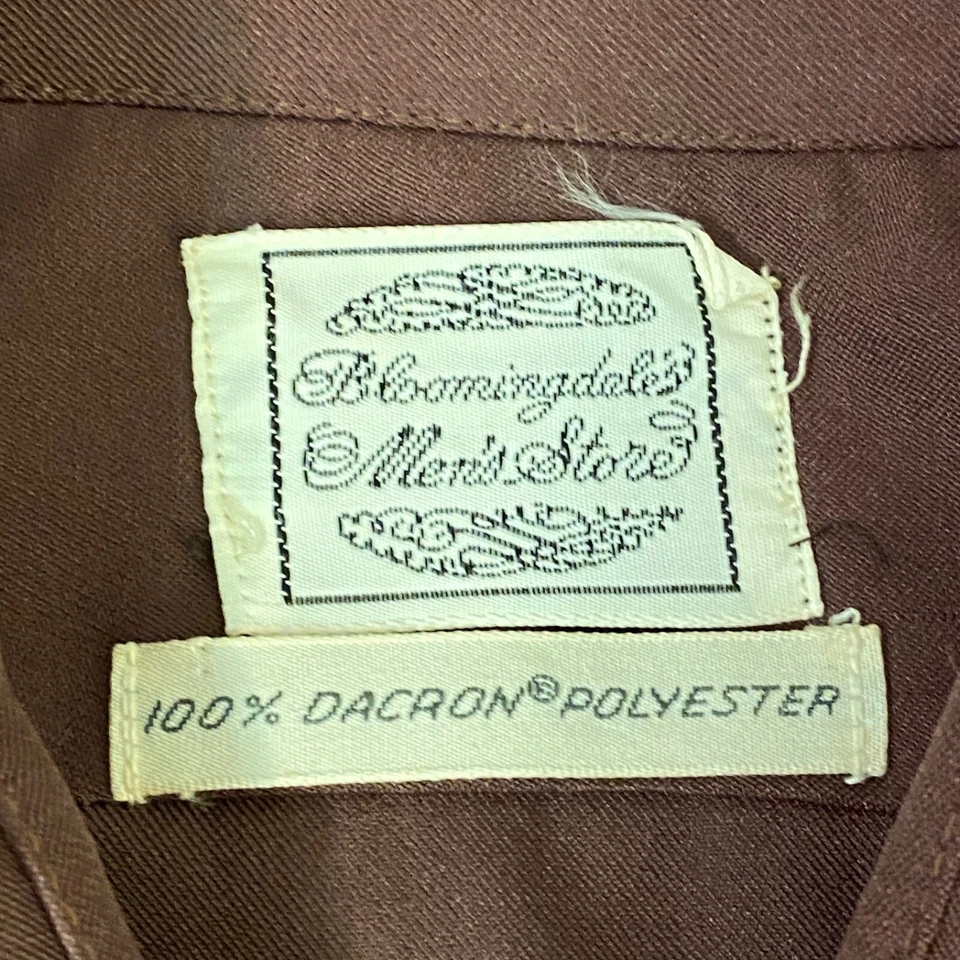 Bloomingdale's
Men's Store
100% DACRON® POLYESTER